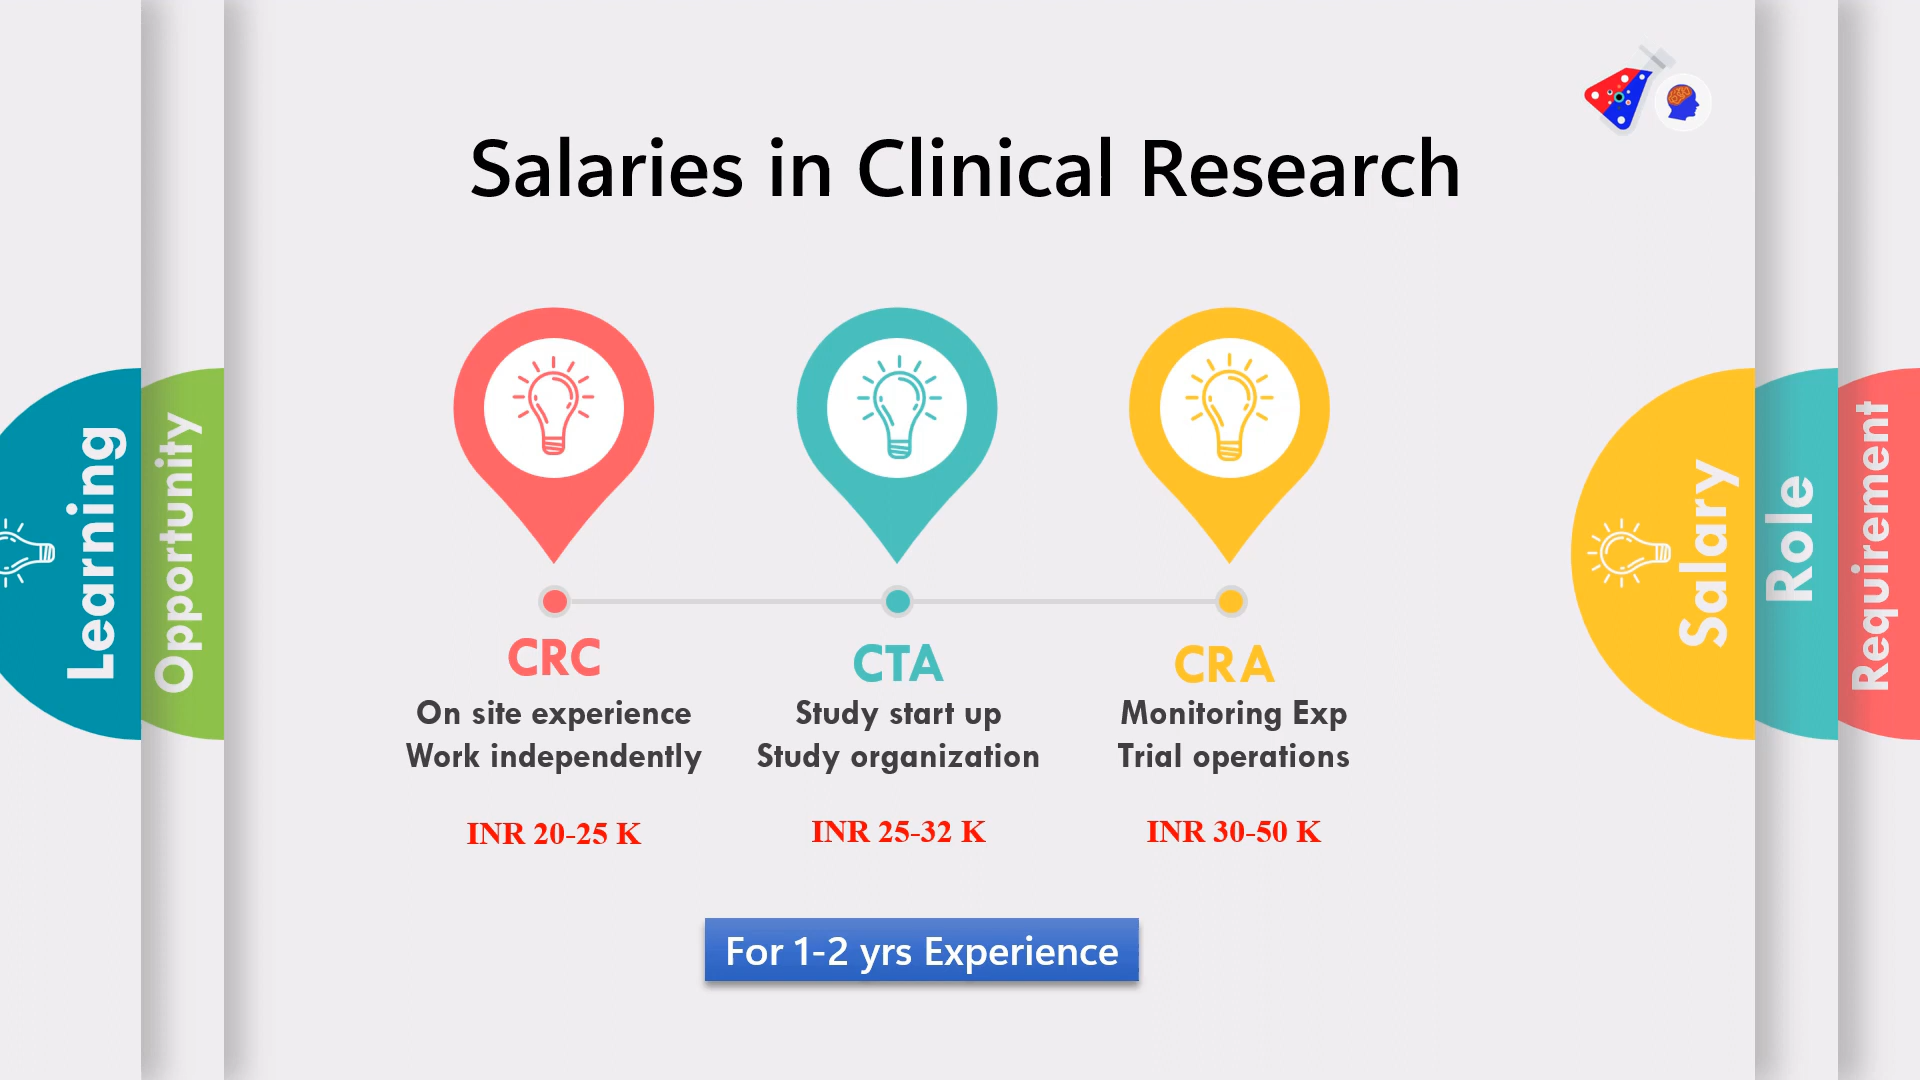 Salaries in Clinical Research
Learning
Opportunity
CRC
On site experience
Work independently
INR 20-25 K
CTA
Study start up
Study organization
INR 25-32 K
CRA
Monitoring Exp
Trial operations
INR 30-50 K
For 1-2 yrs Experience
Salary
Role
Requirement